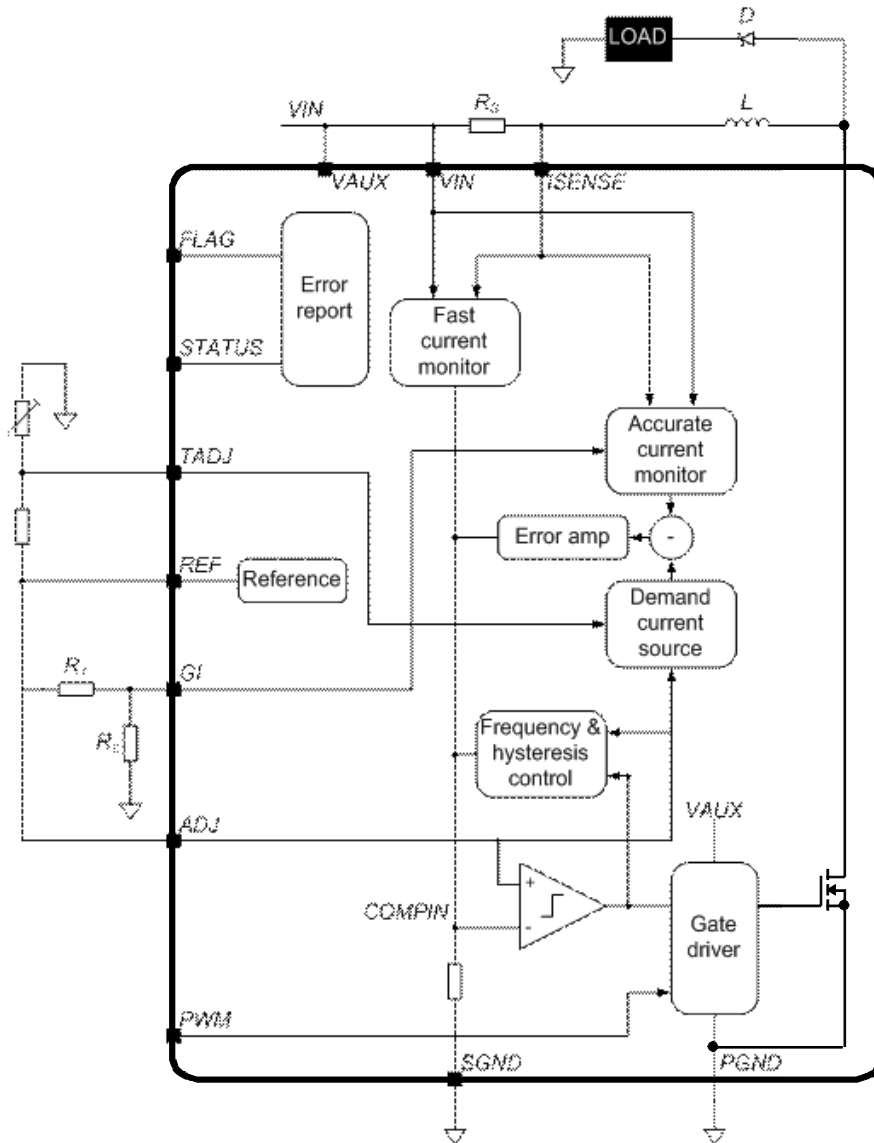 D
LOAD
VIN
RS
L
VAUX
VIN
ISENSE
FLAG
Error
report
Fast
current
monitor
STATUS
Accurate
current
monitor
TADJ
Error amp
-
REF
Reference
Demand
current
source
GI
Frequency &
hysteresis
control
ADJ
VAUX
+
COMPIN
-
Gate
driver
PWM
SGND
PGND